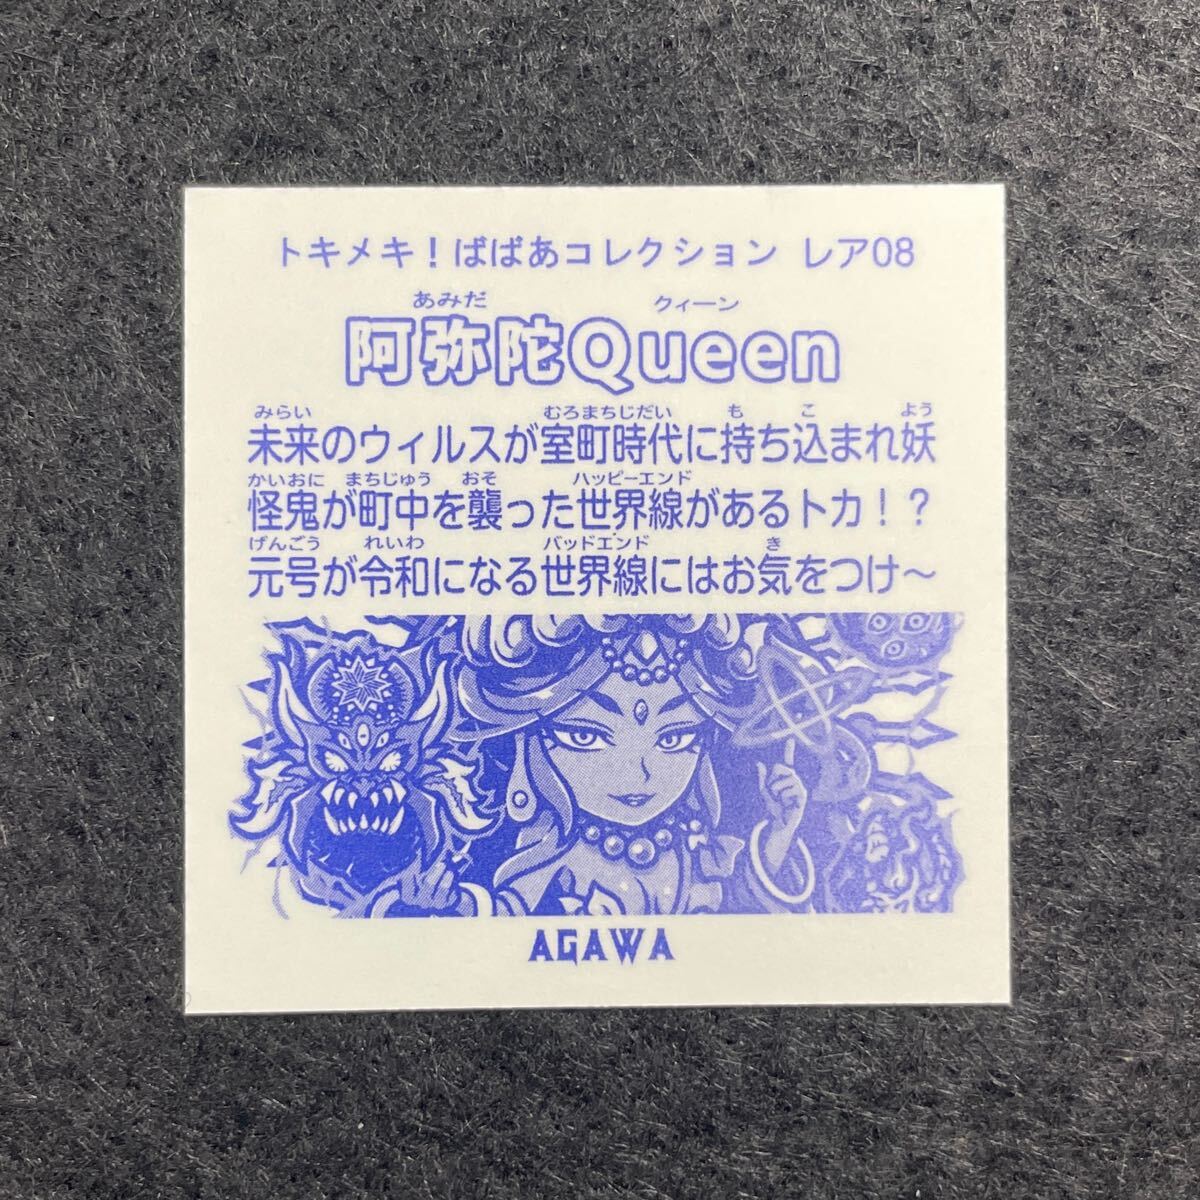 トキメキ！ばばあコレクション レア08
あみだ クィーン
阿弥陀Queen
みらい むろまちじだい も こ よう
未来のウィルスが室町時代に持ち込まれ妖
かいおに まちじゅう おそ ハッピーエンド
怪鬼が町中を襲った世界線があるトカ！？
げんごう れいわ バッドエンド き
元号が令和になる世界線にはお気をつけ〜
AGAWA